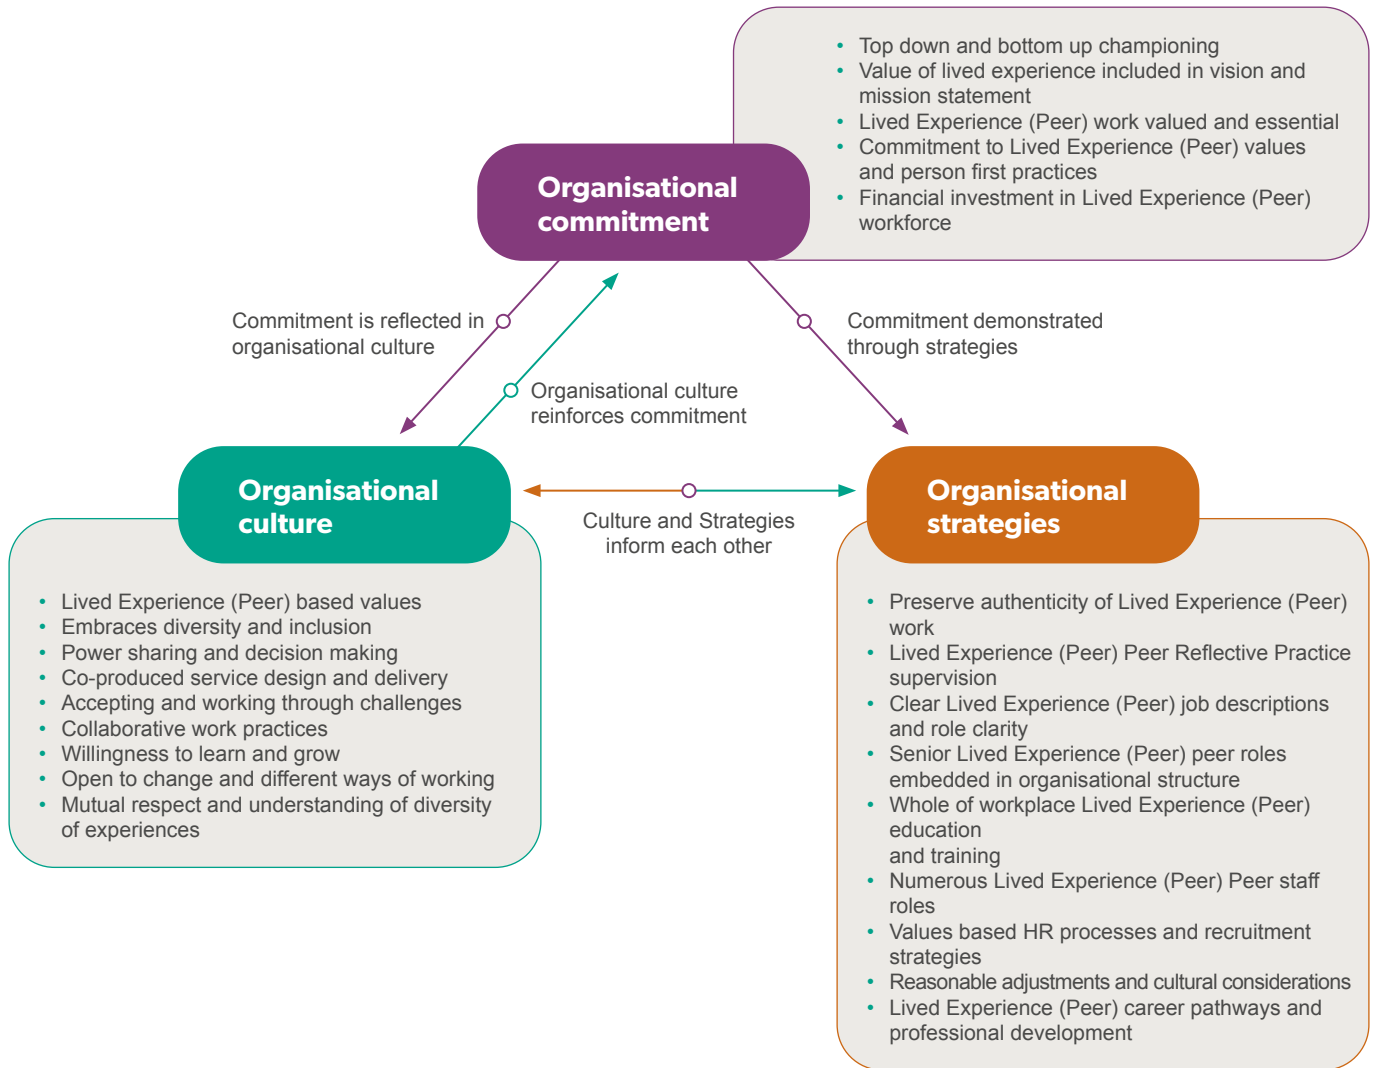 • Top down and bottom up championing
• Value of lived experience included in vision and
mission statement
• Lived Experience (Peer) work valued and essential
• Commitment to Lived Experience (Peer) values
and person first practices
• Financial investment in Lived Experience (Peer)
workforce
Organisational
commitment
Commitment is reflected in
organisational culture
Commitment demonstrated
through strategies
Organisational culture
reinforces commitment
Organisational
culture
Culture and Strategies
inform each other
Organisational
strategies
• Lived Experience (Peer) based values
• Embraces diversity and inclusion
• Power sharing and decision making
• Co-produced service design and delivery
• Accepting and working through challenges
• Collaborative work practices
• Willingness to learn and grow
• Open to change and different ways of working
• Mutual respect and understanding of diversity
of experiences
• Preserve authenticity of Lived Experience (Peer)
work
• Lived Experience (Peer) Peer Reflective Practice
supervision
• Clear Lived Experience (Peer) job descriptions
and role clarity
• Senior Lived Experience (Peer) peer roles
embedded in organisational structure
• Whole of workplace Lived Experience (Peer)
education
and training
• Numerous Lived Experience (Peer) Peer staff
roles
• Values based HR processes and recruitment
strategies
• Reasonable adjustments and cultural considerations
• Lived Experience (Peer) career pathways and
professional development